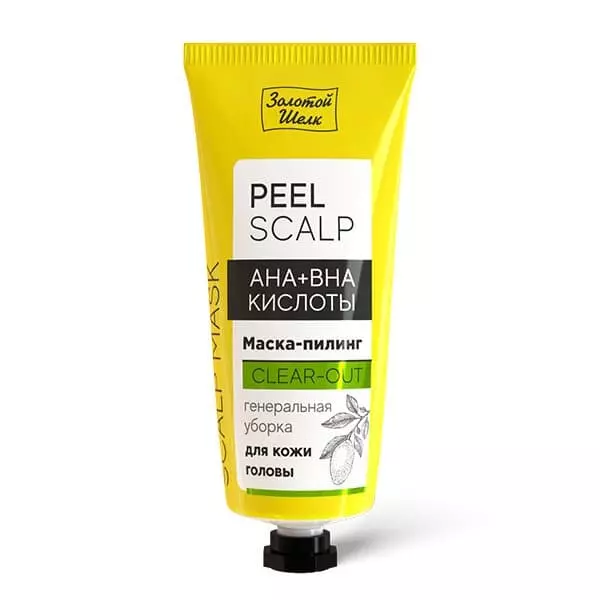 Золотой
Шелк
PEEL
SCALP
AHA+BHA
КИСЛОТЫ
Маска-пилинг
CLEAR-OUT
генеральная
уборка
для кожи
головы
SCALP MASK